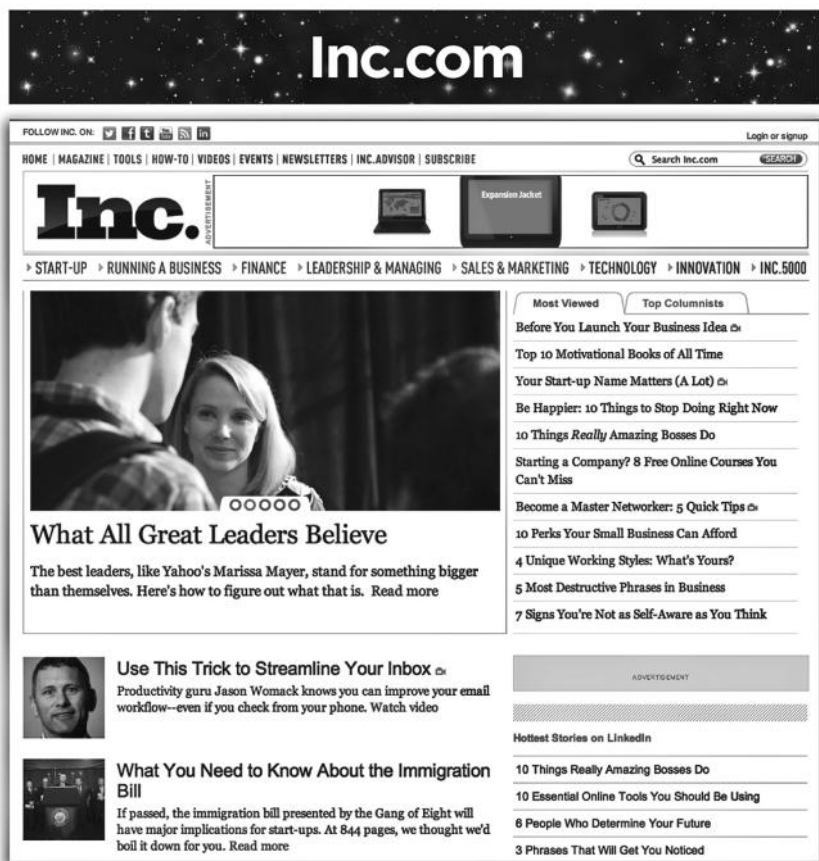 Inc.com
FOLLOW INC. ON:
Login or signup
HOME | MAGAZINE | TOOLS | HOW-TO | VIDEOS | EVENTS | NEWSLETTERS | INC.ADVISOR | SUBSCRIBE
Search Inc.com
SEARCH
Inc.
ADVERTISEMENT
Expansion Jacket
START-UP RUNNING A BUSINESS FINANCE LEADERSHIP & MANAGING SALES & MARKETING TECHNOLOGY INNOVATION INC.5000
What All Great Leaders Believe
The best leaders, like Yahoo's Marissa Mayer, stand for something bigger
than themselves. Here's how to figure out what that is. Read more
Most Viewed Top Columnists
Before You Launch Your Business Idea
Top 10 Motivational Books of All Time
Your Start-up Name Matters (A Lot)
Be Happier: 10 Things to Stop Doing Right Now
10 Things Really Amazing Bosses Do
Starting a Company? 8 Free Online Courses You
Can't Miss
Become a Master Networker: 5 Quick Tips
10 Perks Your Small Business Can Afford
4 Unique Working Styles: What's Yours?
5 Most Destructive Phrases in Business
7 Signs You're Not as Self-Aware as You Think
Use This Trick to Streamline Your Inbox
Productivity guru Jason Womack knows you can improve your email
workflow--even if you check from your phone. Watch video
What You Need to Know About the Immigration
Bill
If passed, the immigration bill presented by the Gang of Eight will
have major implications for start-ups. At 844 pages, we thought we'd
boil it down for you. Read more
ADVERTISEMENT
Hottest Stories on LinkedIn
10 Things Really Amazing Bosses Do
10 Essential Online Tools You Should Be Using
6 People Who Determine Your Future
3 Phrases That Will Get You Noticed